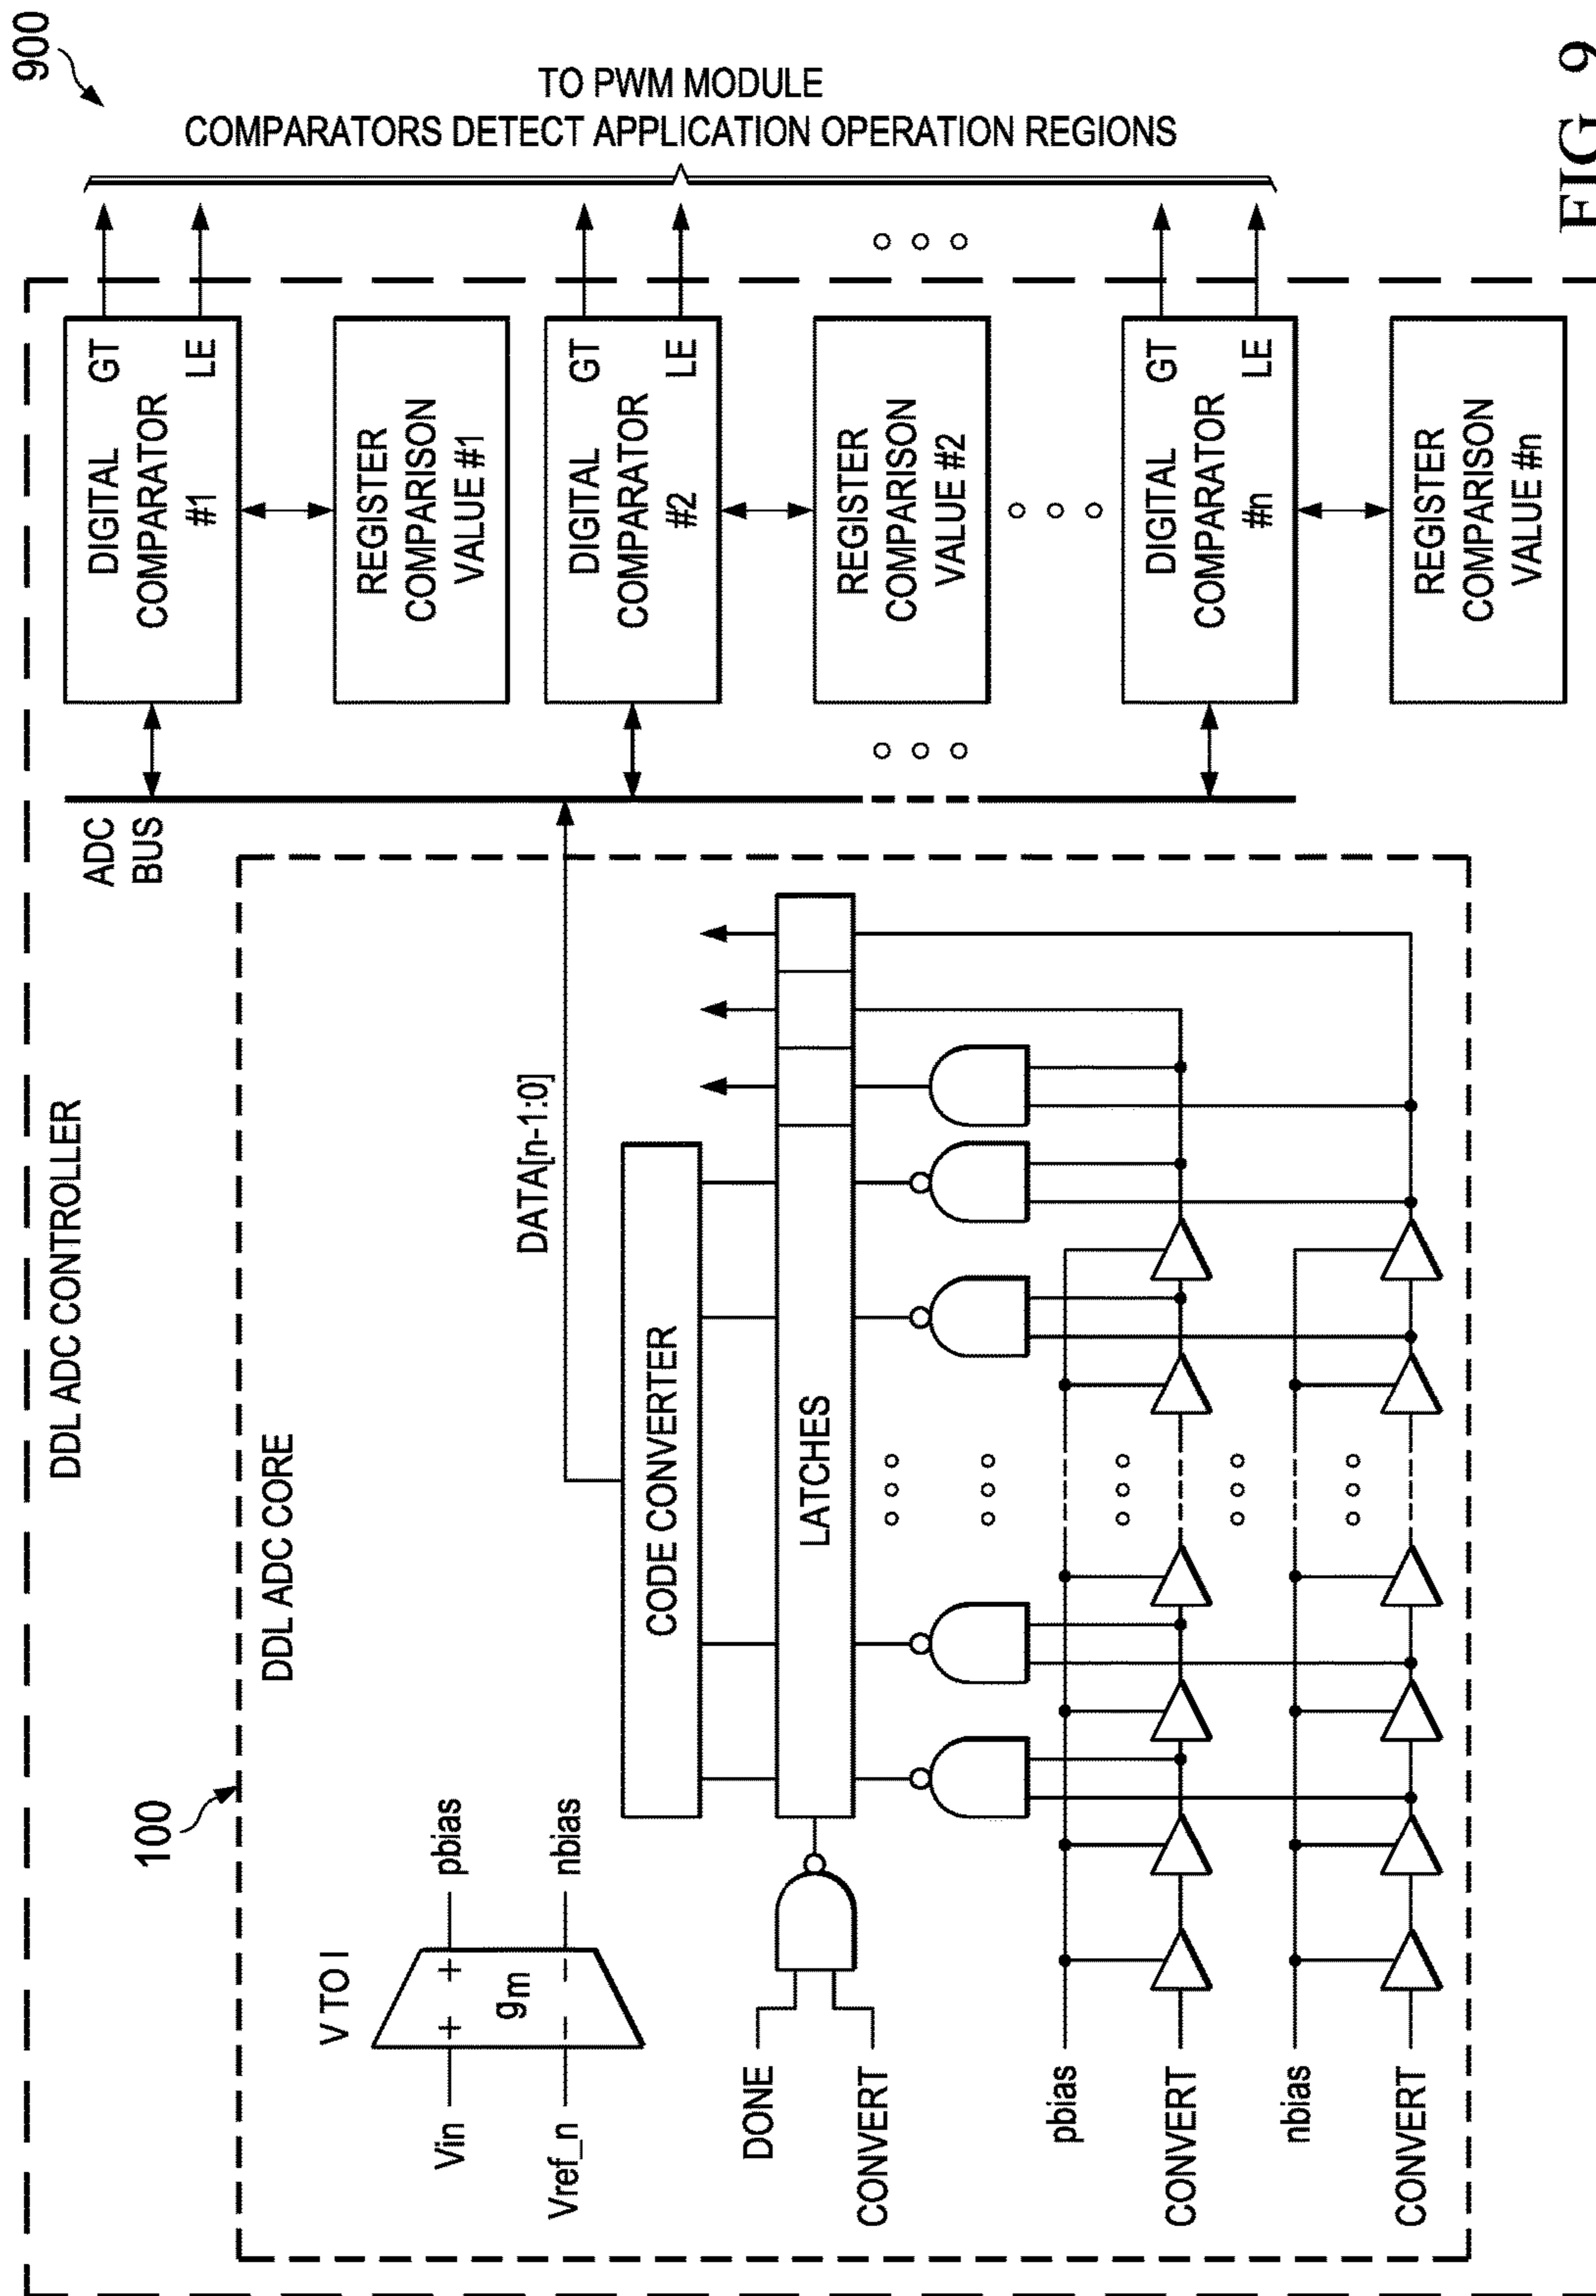 900
TO PWM MODULE
COMPARATORS DETECT APPLICATION OPERATION REGIONS
DDL ADC CONTROLLER
ADC
BUS
DIGITAL
COMPARATOR
#1
GT
LE
REGISTER
COMPARISON
VALUE #1
DIGITAL
COMPARATOR
#2
GT
LE
REGISTER
COMPARISON
VALUE #2
DIGITAL
COMPARATOR
#n
GT
LE
REGISTER
COMPARISON
VALUE #n
100
DDL ADC CORE
V TO I
Vin
Vref_n
+ +
gm
− −
pbias
nbias
DATA[n-1:0]
CODE CONVERTER
LATCHES
DONE
CONVERT
pbias
CONVERT
nbias
CONVERT
FIG. 9